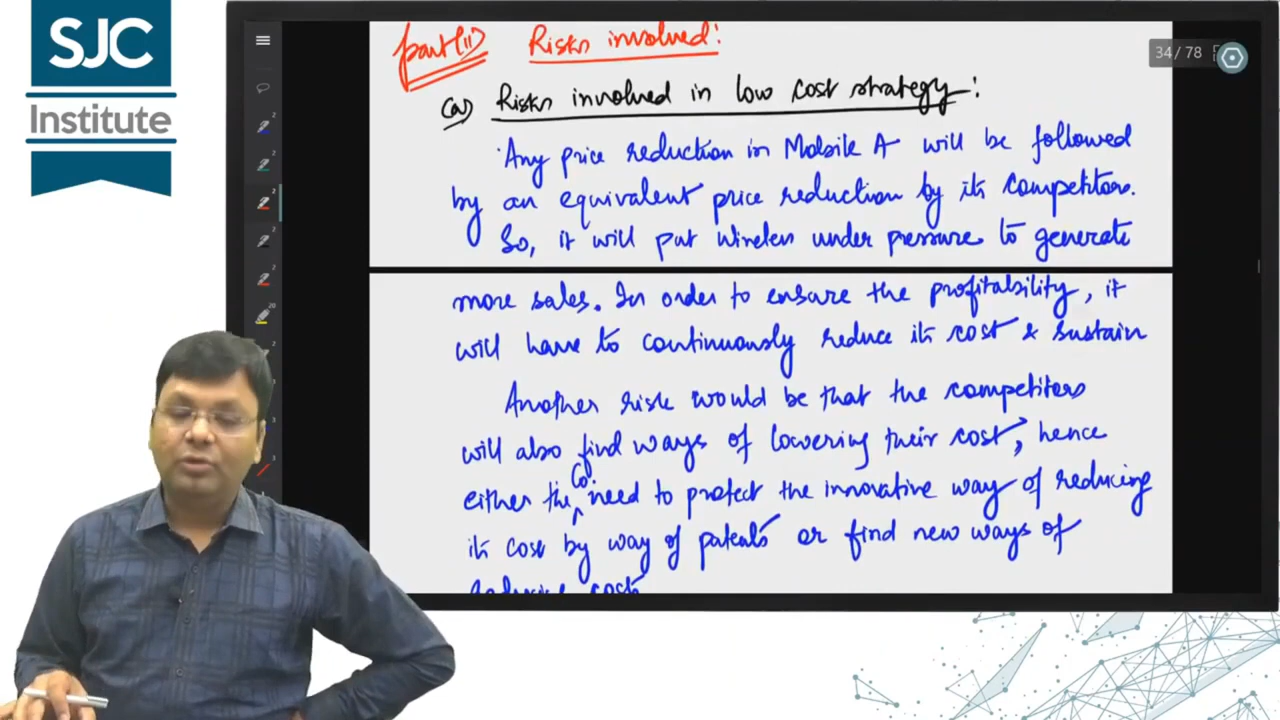 SJC
Institute
34/78
part (ii) Risks involved:
(a) Risks involved in low cost strategy:
Any price reduction in Mobile A will be followed
by an equivalent price reduction by its competitors.
So, it will put Wireless under pressure to generate
more sales. In order to ensure the profitability, it
will have to continuously reduce its cost & sustain
Another risk would be that the competitors
will also find ways of lowering their cost, hence
either the Co. need to protect the innovative way of reducing
its cost by way of patents or find new ways of
reducing cost